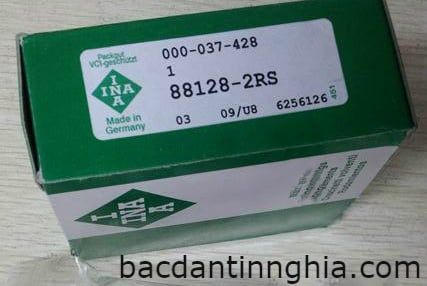 Packgut
VCI-geschützt
I
INA
A
Made in
Germany
000-037-428
1
88128-2RS
03 09/U8 6256126
451
I
INA
A
bacdantinnghia.com